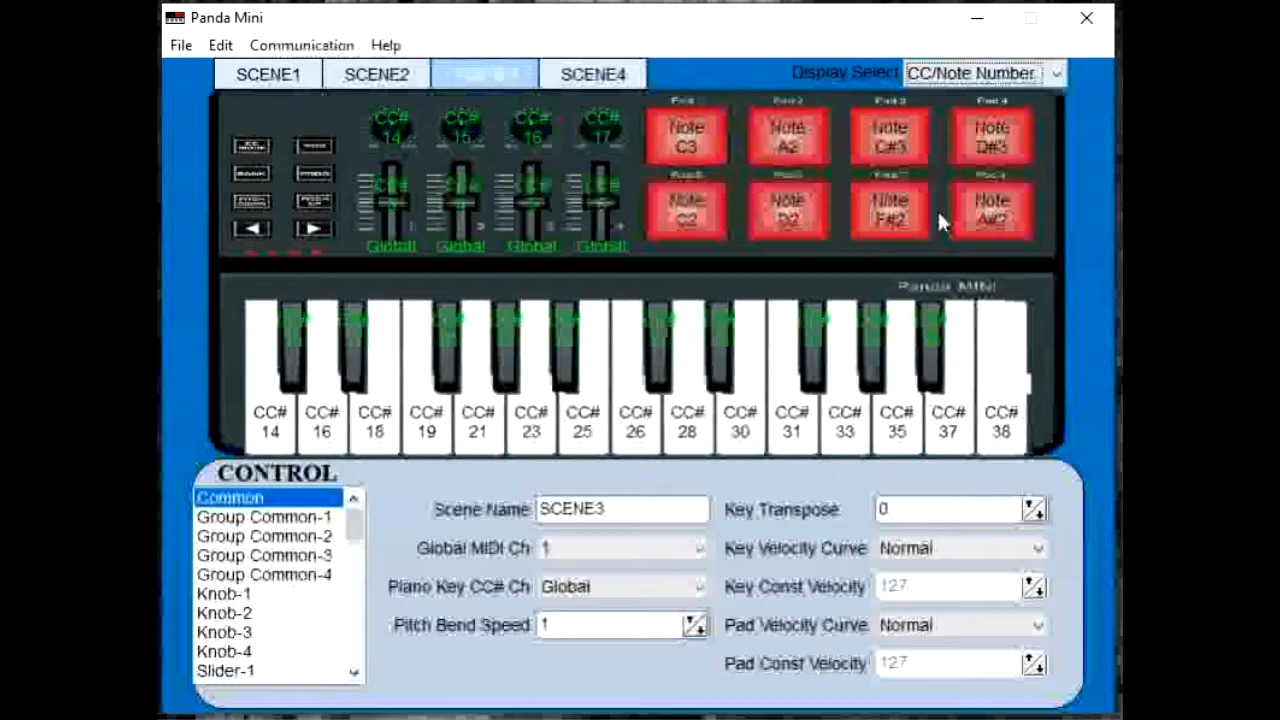 Panda Mini
File Edit Communication Help
SCENE1 SCENE2 SCENE4 Display Select CC/Note Number
CC# 14 CC# 15 CC# 16 CC# 17
Pad 2 Pad 3 Pad 4
Note C3 Note A2 Note C#3 Note D#3
Note C2 Note D2 Note F#2 Note A#2
BANK
Global Global Global Global
Panda MINI
CC# CC# CC# CC# CC# CC# CC# CC# CC# CC# CC# CC# CC# CC# CC#
14 16 18 19 21 23 25 26 28 30 31 33 35 37 38
CONTROL
Common
Group Common-1
Group Common-2
Group Common-3
Group Common-4
Knob-1
Knob-2
Knob-3
Knob-4
Slider-1
Scene Name SCENE3
Global MIDI Ch 1
Piano Key CC# Ch Global
Pitch Bend Speed 1
Key Transpose 0
Key Velocity Curve Normal
Key Const Velocity 127
Pad Velocity Curve Normal
Pad Const Velocity 127